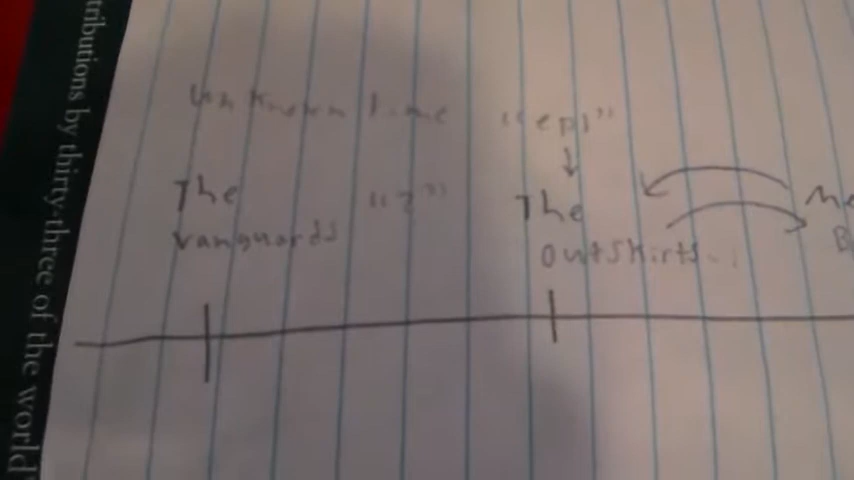 tributions by thirty-three of the world
Unknown time "ep1"
The "?" The
vanguards outskirts...